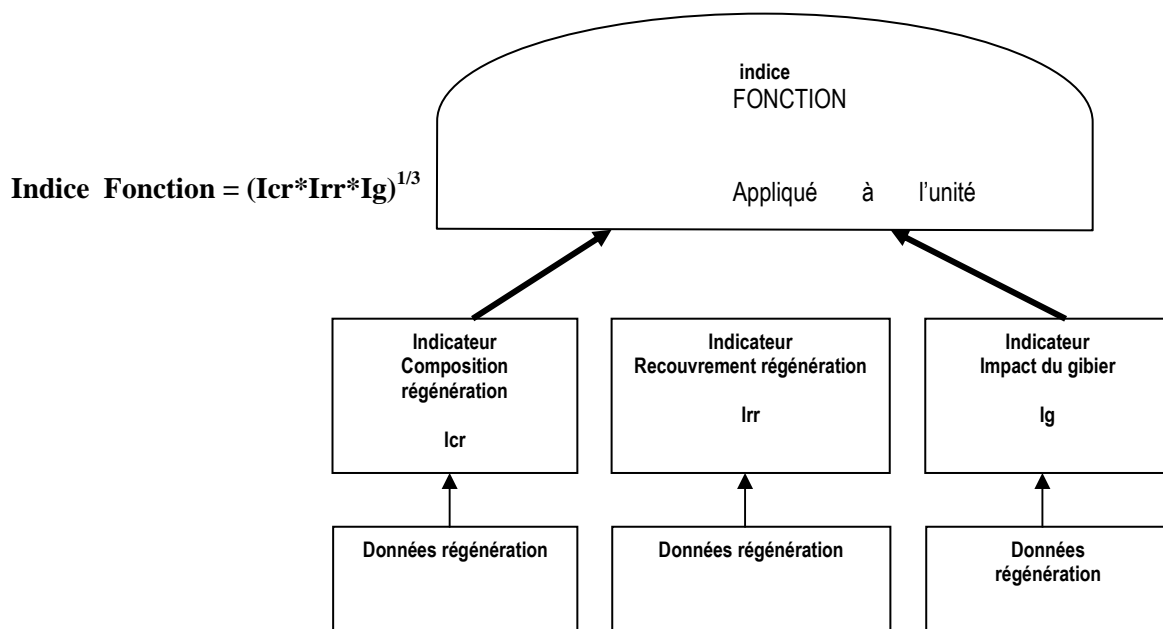 indice
FONCTION
Indice Fonction = (Icr*Irr*Ig)^1/3
Appliqué à l'unité
Indicateur
Composition
régénération
Icr
Indicateur
Recouvrement régénération
Irr
Indicateur
Impact du gibier
Ig
Données régénération
Données régénération
Données
régénération